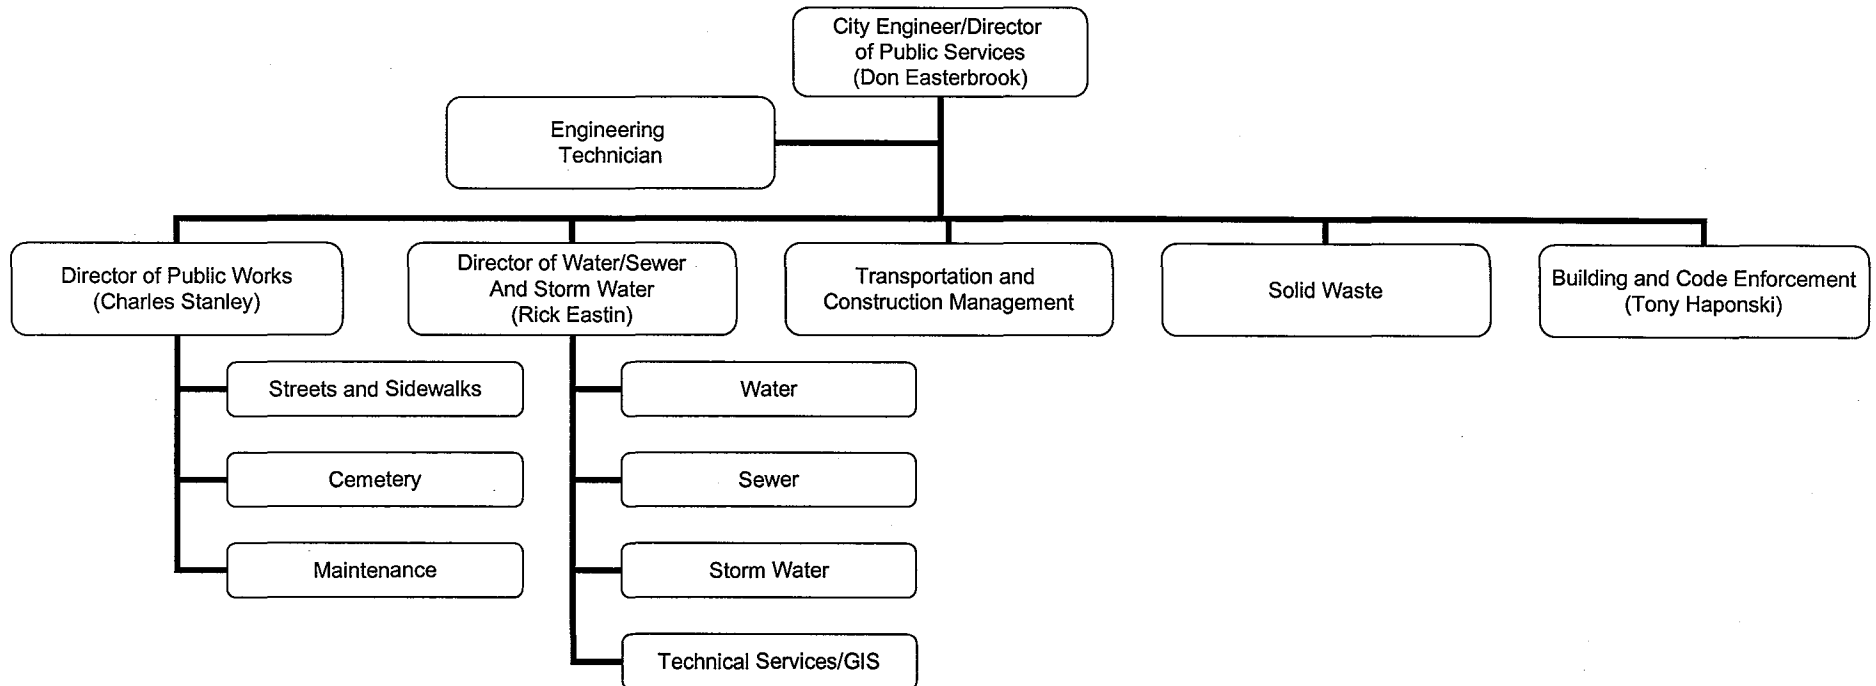 City Engineer/Director
of Public Services
(Don Easterbrook)
Engineering
Technician
Director of Public Works
(Charles Stanley)
Director of Water/Sewer
And Storm Water
(Rick Eastin)
Transportation and
Construction Management
Solid Waste
Building and Code Enforcement
(Tony Haponski)
Streets and Sidewalks
Cemetery
Maintenance
Water
Sewer
Storm Water
Technical Services/GIS